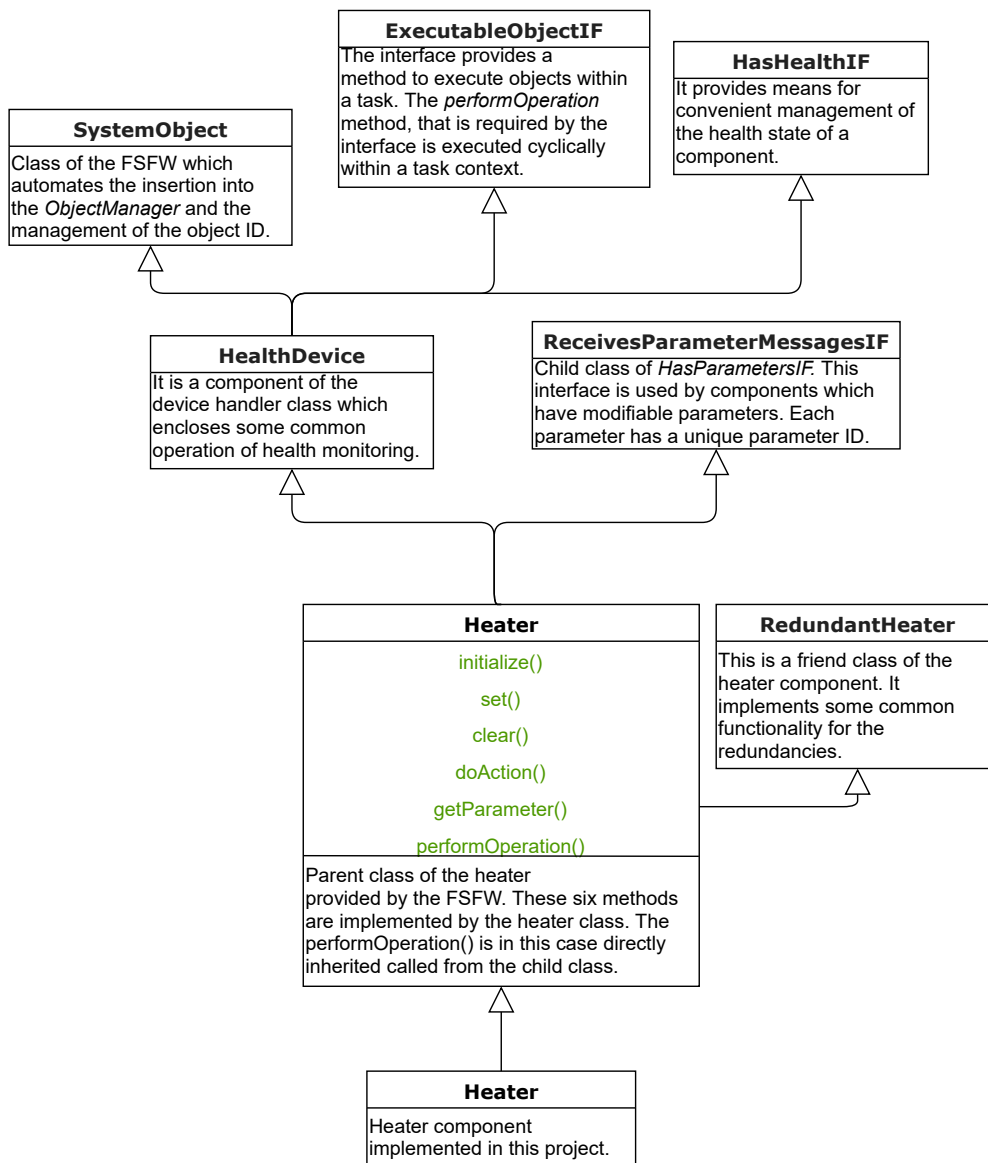 ExecutableObjectIF
The interface provides a
method to execute objects within
a task. The performOperation
method, that is required by the
interface is executed cyclically
within a task context.
HasHealthIF
It provides means for
convenient management of
the health state of a
component.
SystemObject
Class of the FSFW which
automates the insertion into
the ObjectManager and the
management of the object ID.
HealthDevice
It is a component of the
device handler class which
encloses some common
operation of health monitoring.
ReceivesParameterMessagesIF
Child class of HasParametersIF. This
interface is used by components which
have modifiable parameters. Each
parameter has a unique parameter ID.
Heater
initialize()
set()
clear()
doAction()
getParameter()
performOperation()
Parent class of the heater
provided by the FSFW. These six methods
are implemented by the heater class. The
performOperation() is in this case directly
inherited called from the child class.
RedundantHeater
This is a friend class of the
heater component. It
implements some common
functionality for the
redundancies.
Heater
Heater component
implemented in this project.